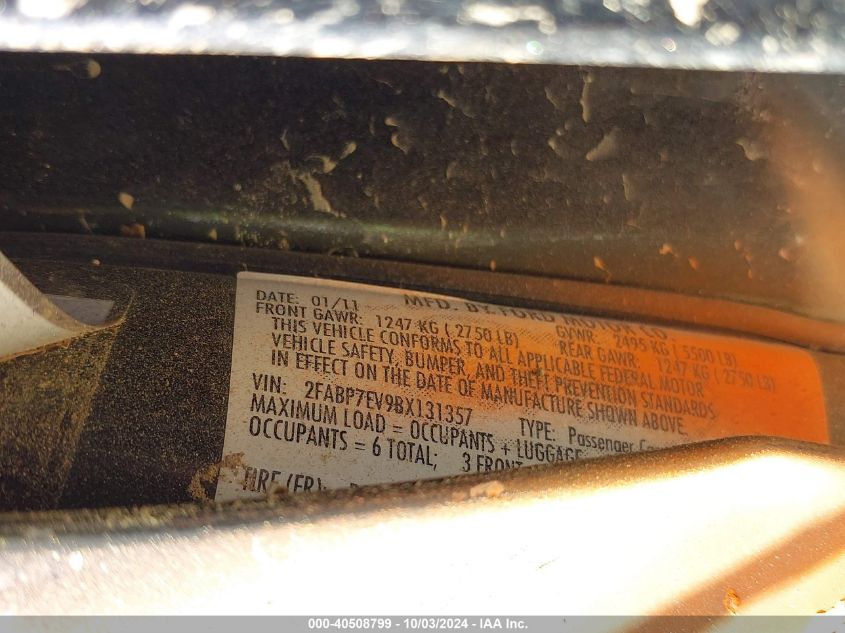 MFD. BY FORD MOTOR CO.
DATE: 01/11 GVWR: 2495 KG ( 5500 LB)
FRONT GAWR: 1247 KG ( 2750 LB) REAR GAWR: 1247 KG ( 2750 LB)
THIS VEHICLE CONFORMS TO ALL APPLICABLE FEDERAL MOTOR
VEHICLE SAFETY, BUMPER, AND THEFT PREVENTION STANDARDS
IN EFFECT ON THE DATE OF MANUFACTURE SHOWN ABOVE.
VIN: 2FABP7EV9BX131357 TYPE: Passenger Car
MAXIMUM LOAD = OCCUPANTS + LUGGAGE
OCCUPANTS = 6 TOTAL; 3 FRONT
TIRE (FR):
000-40508799 - 10/03/2024 - IAA Inc.